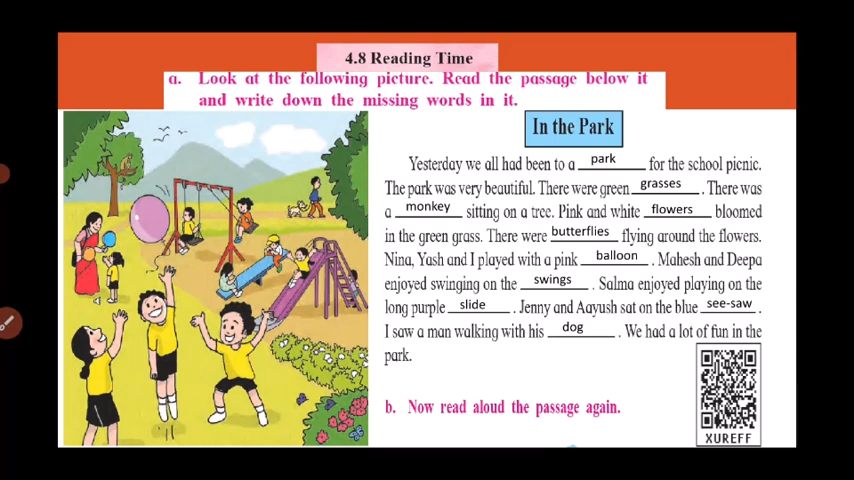 4.8 Reading Time
a. Look at the following picture. Read the passage below it
and write down the missing words in it.
In the Park
Yesterday we all had been to a park for the school picnic.
The park was very beautiful. There were green grasses. There was
a monkey sitting on a tree. Pink and white flowers bloomed
in the green grass. There were butterflies flying around the flowers.
Nina, Yash and I played with a pink balloon. Mahesh and Deepa
enjoyed swinging on the swings. Salma enjoyed playing on the
long purple slide. Jenny and Aayush sat on the blue see-saw.
I saw a man walking with his dog. We had a lot of fun in the
park.
b. Now read aloud the passage again.
XUREFF